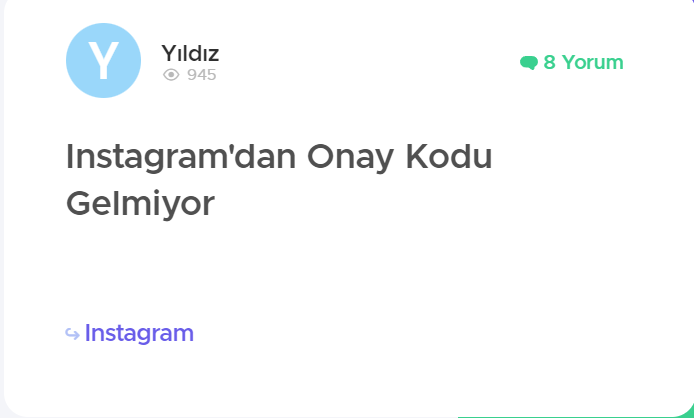 Y
Yıldız
945
8 Yorum
Instagram'dan Onay Kodu
Gelmiyor
Instagram